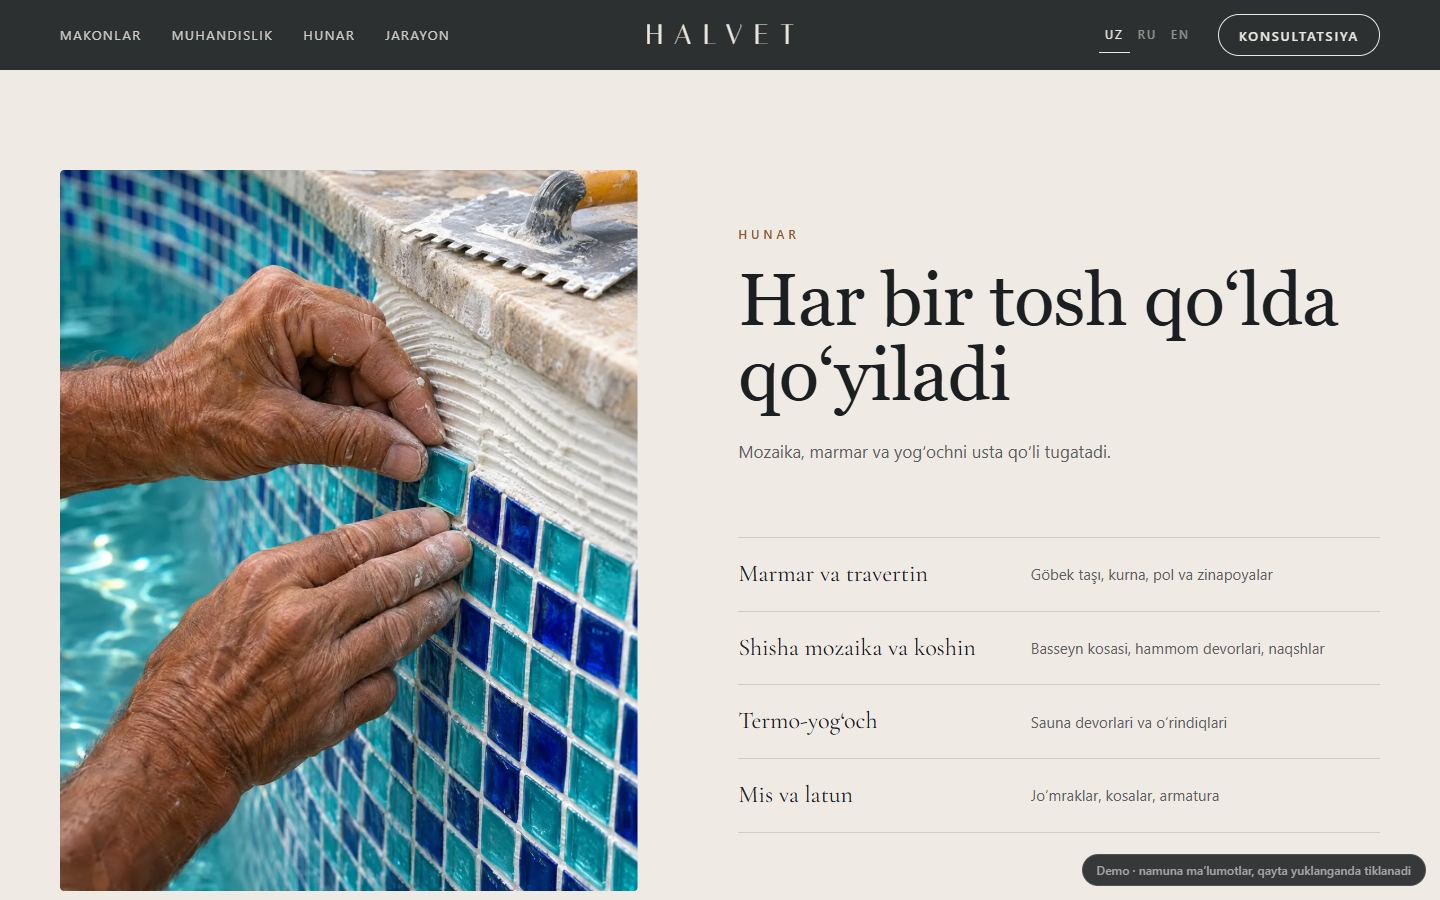 MAKONLAR MUHANDISLIK HUNAR JARAYON HALVET UZ RU EN KONSULTATSIYA
HUNAR
Har bir tosh qo‘lda
qo‘yiladi
Mozaika, marmar va yog‘ochni usta qo‘li tugatadi.
Marmar va travertin Göbek taşı, kurna, pol va zinapoyalar
Shisha mozaika va koshin Basseyn kosasi, hammom devorlari, naqshlar
Termo-yog‘och Sauna devorlari va o‘rindiqlari
Mis va latun Jo‘mraklar, kosalar, armatura
Demo · namuna ma’lumotlar, qayta yuklanganda tiklanadi